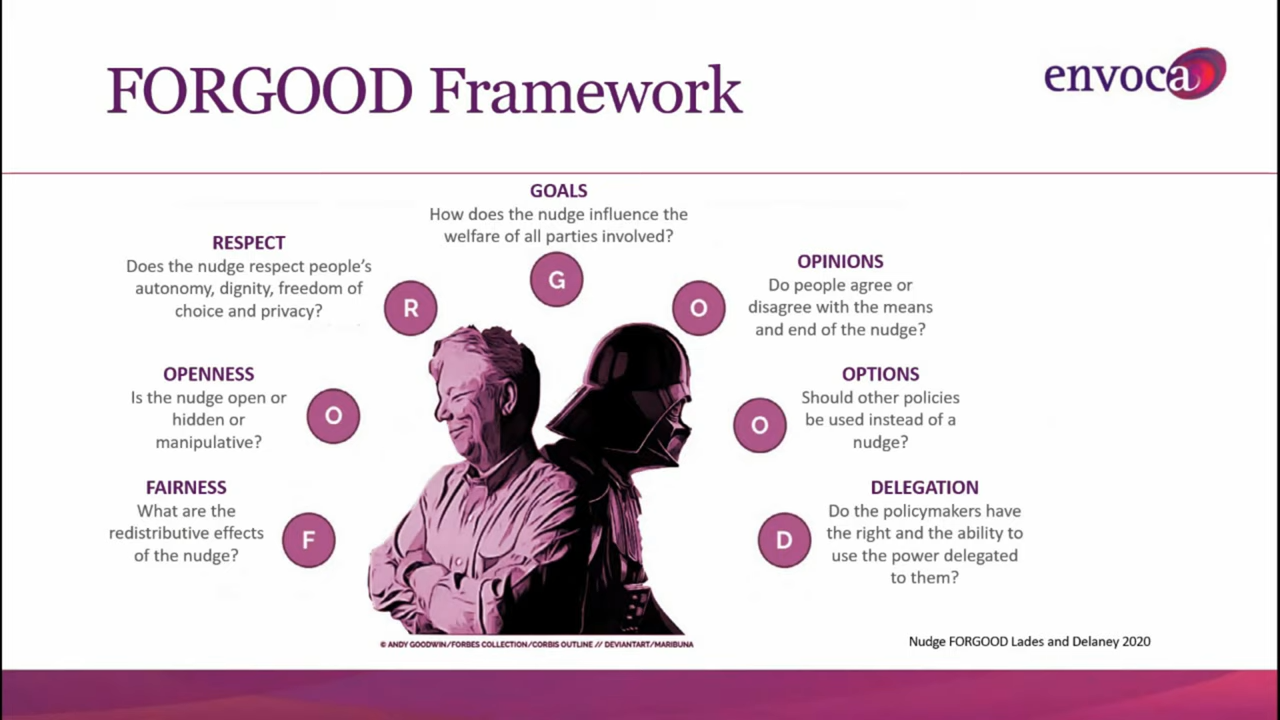 FORGOOD Framework
envoca
GOALS
How does the nudge influence the
welfare of all parties involved?
RESPECT
Does the nudge respect people's
autonomy, dignity, freedom of
choice and privacy?
R
G
O
OPINIONS
Do people agree or
disagree with the means
and end of the nudge?
OPENNESS
Is the nudge open or
hidden or
manipulative?
O
O
OPTIONS
Should other policies
be used instead of a
nudge?
FAIRNESS
What are the
redistributive effects
of the nudge?
F
D
DELEGATION
Do the policymakers have
the right and the ability to
use the power delegated
to them?
© ANDY GOODWIN/FORBES COLLECTION/CORBIS OUTLINE // DEVIANTART/MARIBUNA
Nudge FORGOOD Lades and Delaney 2020